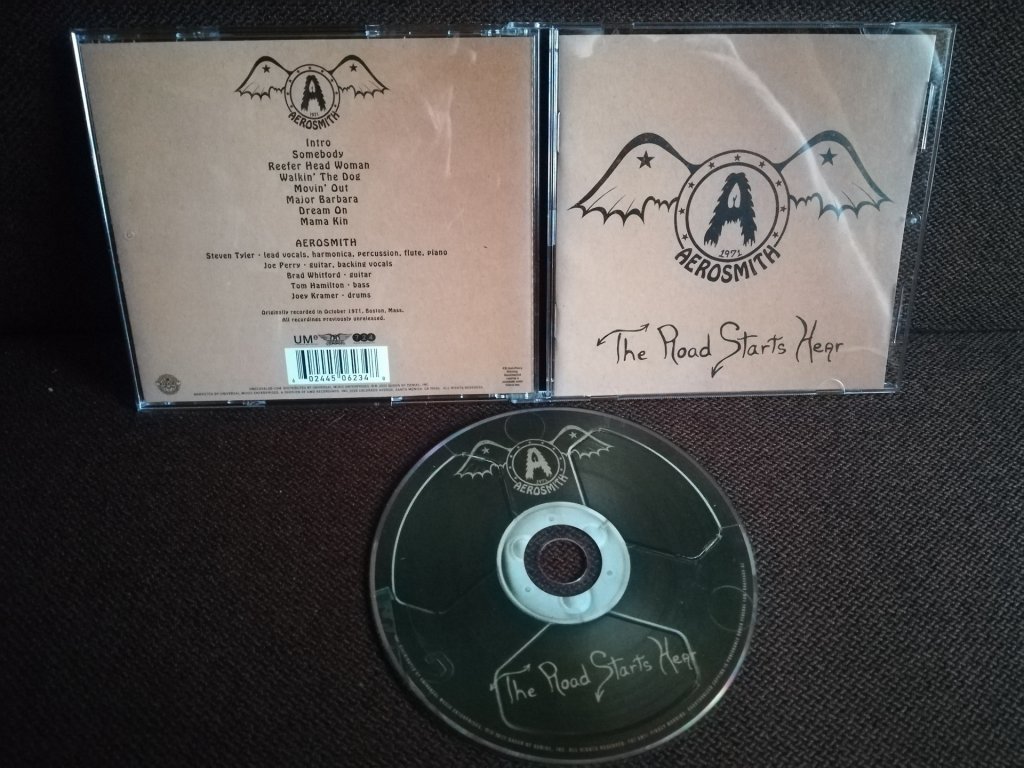 A
1971
AEROSMITH
Intro
Somebody
Reefer Head Woman
Walkin' The Dog
Movin' Out
Major Barbara
Dream On
Mama Kin
AEROSMITH
Steven Tyler · lead vocals, harmonica, percussion, flute, piano
Joe Perry · guitar, backing vocals
Brad Whitford · guitar
Tom Hamilton · bass
Joey Kramer · drums
Originally recorded in October 1971, Boston, Mass.
All recordings previously unreleased.
UMe
02445 06234
A
1971
AEROSMITH
The Road Starts Hear
A
1971
AEROSMITH
The Road Starts Hear